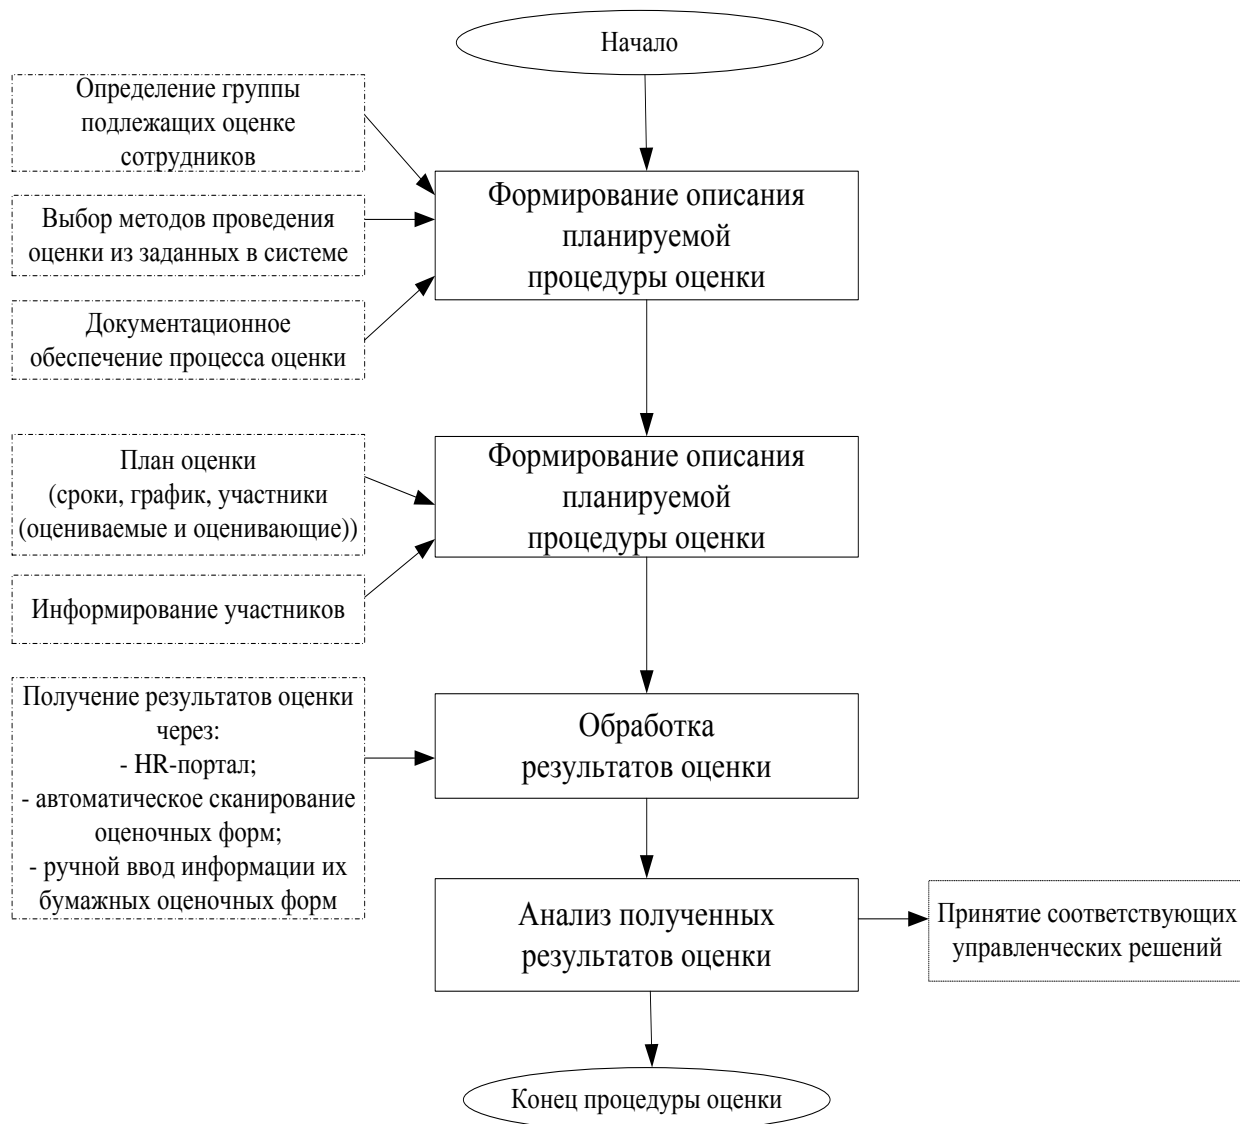 Начало
Определение группы
подлежащих оценке
сотрудников
Выбор методов проведения
оценки из заданных в системе
Документационное
обеспечение процесса оценки
Формирование описания
планируемой
процедуры оценки
План оценки
(сроки, график, участники
(оцениваемые и оценивающие))
Информирование участников
Формирование описания
планируемой
процедуры оценки
Получение результатов оценки
через:
- HR-портал;
- автоматическое сканирование
оценочных форм;
- ручной ввод информации их
бумажных оценочных форм
Обработка
результатов оценки
Анализ полученных
результатов оценки
Принятие соответствующих
управленческих решений
Конец процедуры оценки